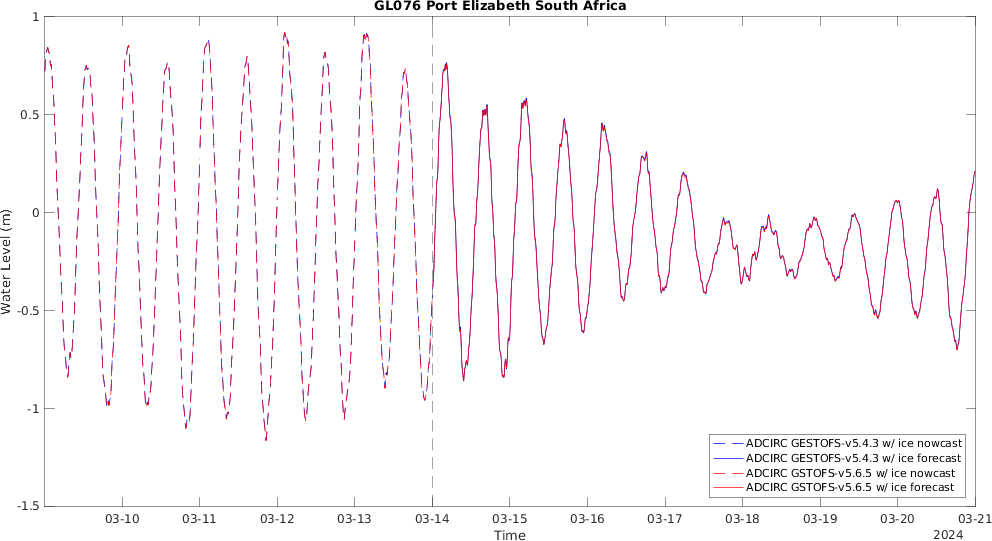 GL076 Port Elizabeth South Africa
1
0.5
0
-0.5
-1
-1.5
Water Level (m)
ADCIRC GESTOFS-v5.4.3 w/ ice nowcast
ADCIRC GESTOFS-v5.4.3 w/ ice forecast
ADCIRC GSTOFS-v5.6.5 w/ ice nowcast
ADCIRC GSTOFS-v5.6.5 w/ ice forecast
03-10 03-11 03-12 03-13 03-14 03-15 03-16 03-17 03-18 03-19 03-20 03-21
Time
2024